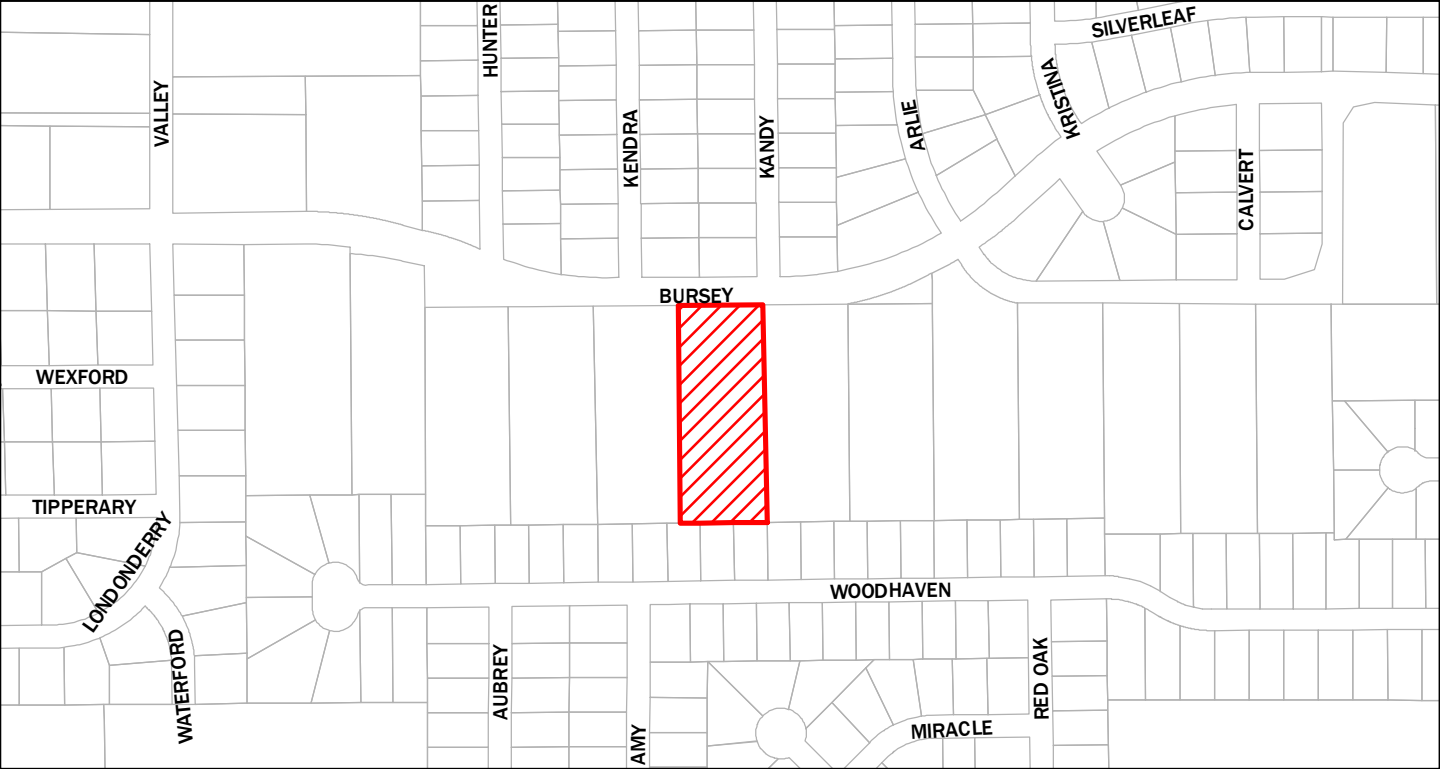 SILVERLEAF
HUNTER
VALLEY
KRISTINA
ARLIE
KENDRA
KANDY
CALVERT
BURSEY
WEXFORD
TIPPERARY
LONDONDERRY
WOODHAVEN
WATERFORD
AUBREY
RED OAK
AMY
MIRACLE